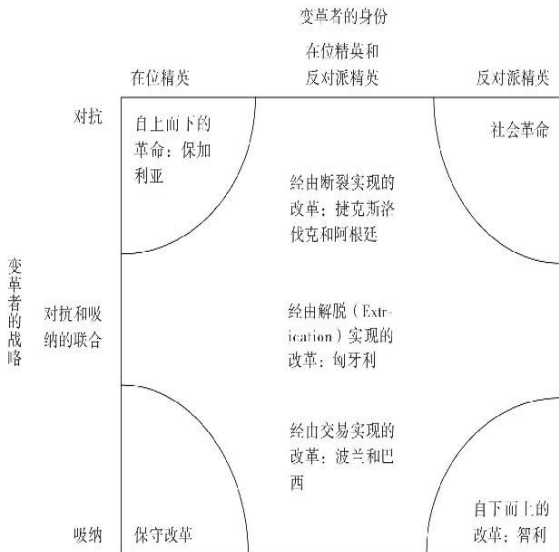 变革者的身份
在位精英
在位精英和
反对派精英
反对派精英
变革者的战略
对抗
自上而下的
革命：保加
利亚
社会革命
经由断裂实现的
改革：捷克斯洛
伐克和阿根廷
对抗和吸
纳的联合
经由解脱（Extr-
ication）实现的
改革：匈牙利
经由交易实现的
改革：波兰和巴
西
吸纳
保守改革
自下而上的
改革：智利